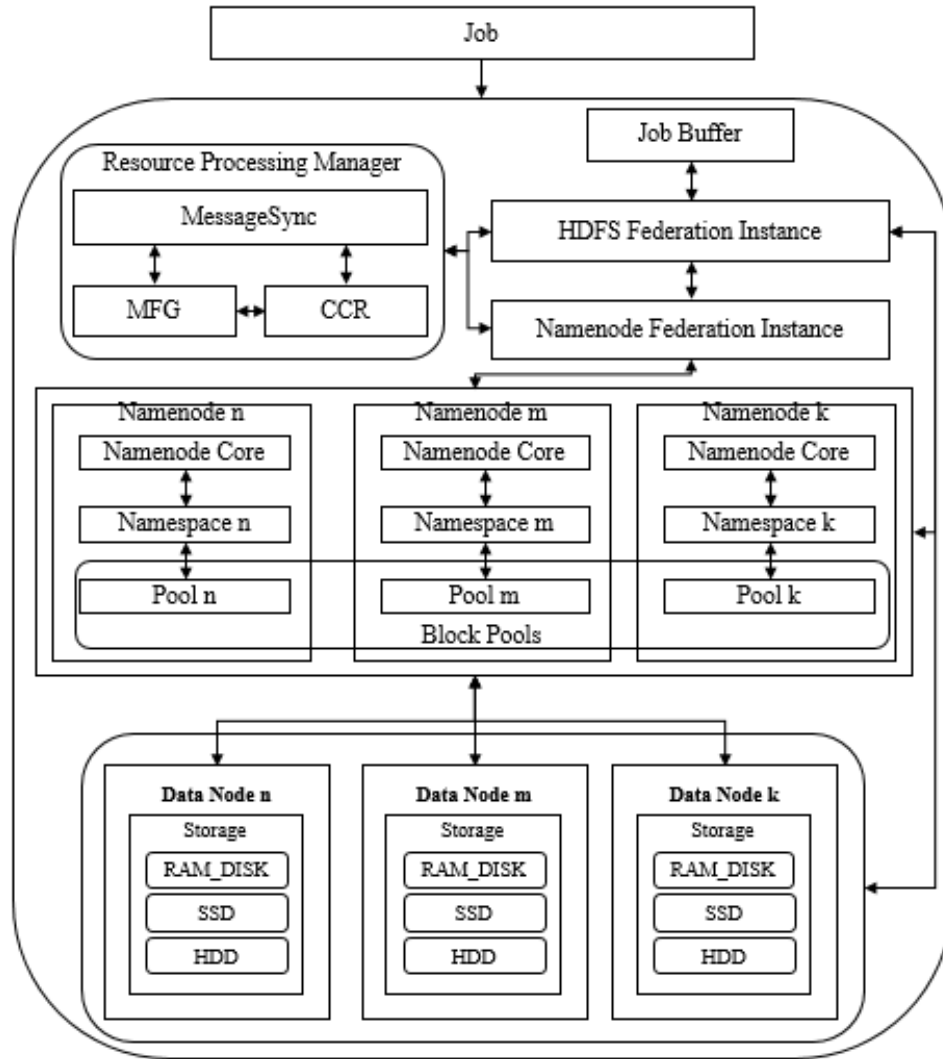 Job
Job Buffer
Resource Processing Manager
MessageSync
HDFS Federation Instance
MFG
CCR
Namenode Federation Instance
Namenode n
Namenode m
Namenode k
Namenode Core
Namenode Core
Namenode Core
Namespace n
Namespace m
Namespace k
Pool n
Pool m
Pool k
Block Pools
Data Node n
Data Node m
Data Node k
Storage
Storage
Storage
RAM_DISK
RAM_DISK
RAM_DISK
SSD
SSD
SSD
HDD
HDD
HDD